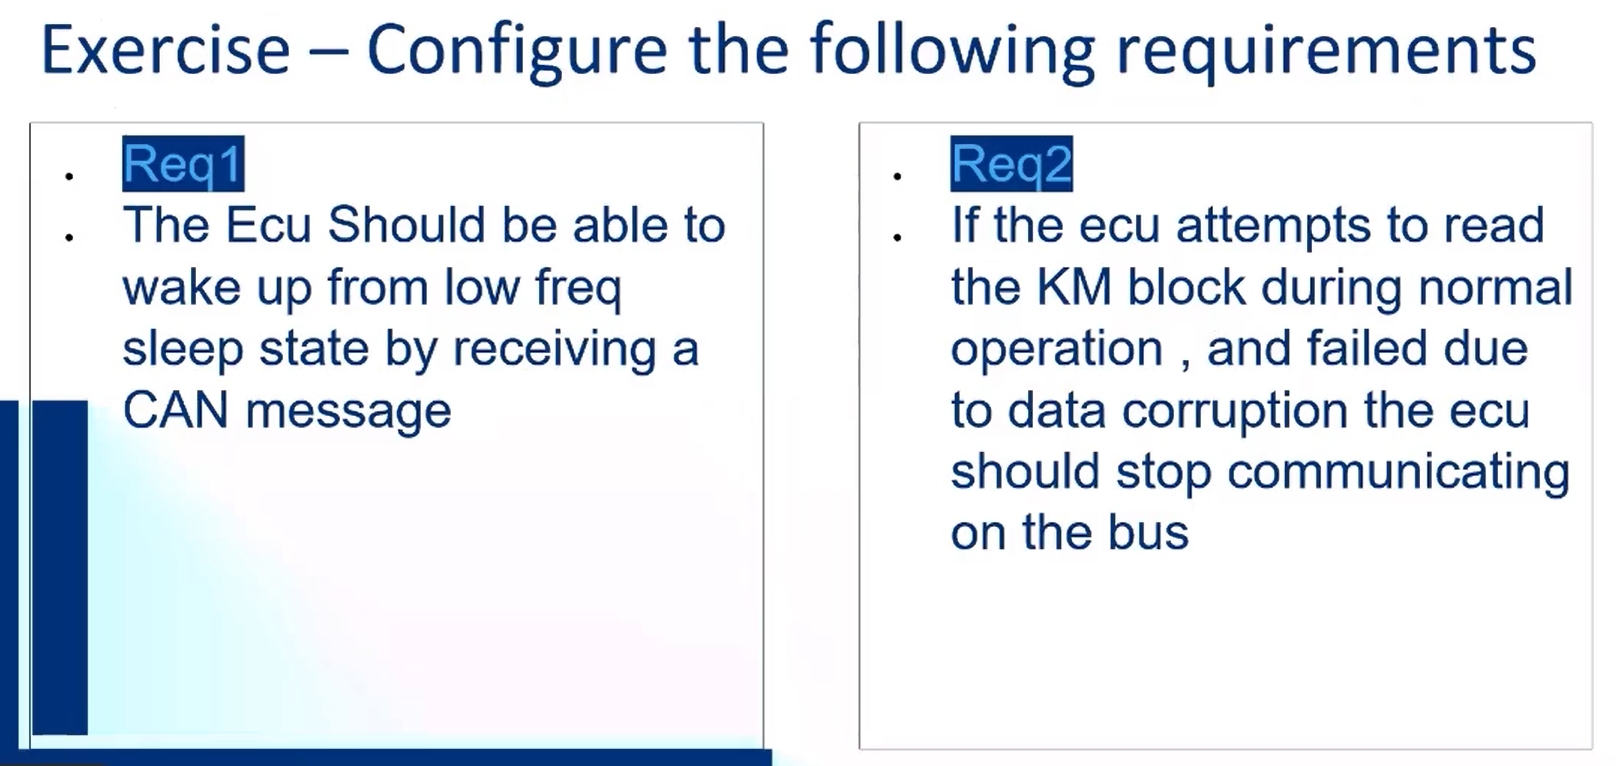 Exercise – Configure the following requirements
Req1
The Ecu Should be able to
wake up from low freq
sleep state by receiving a
CAN message
Req2
If the ecu attempts to read
the KM block during normal
operation , and failed due
to data corruption the ecu
should stop communicating
on the bus